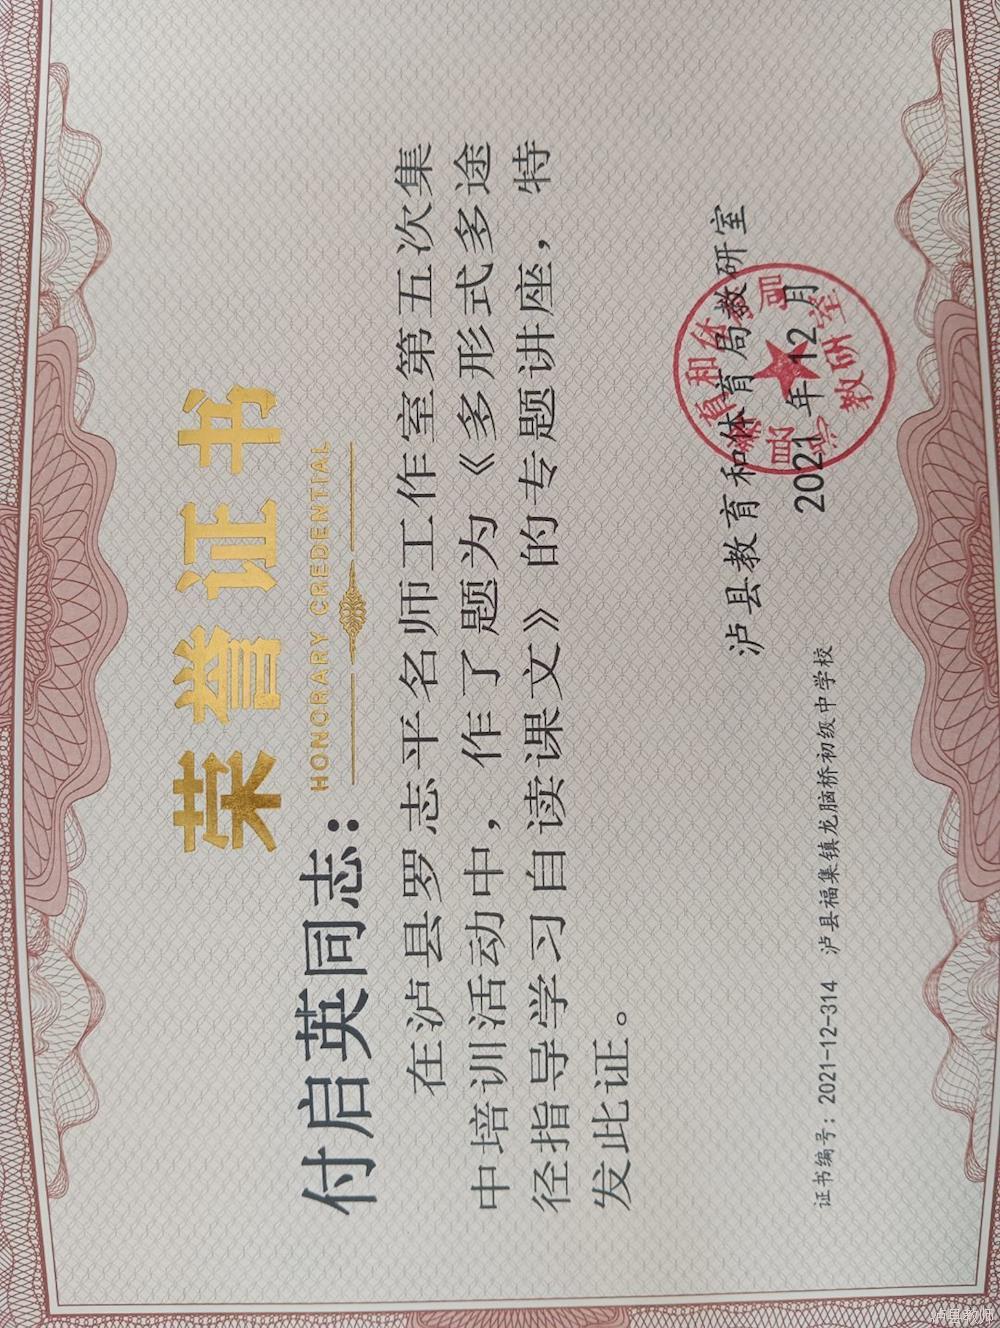 荣誉证书
HONORARY CREDENTIAL
付启英同志：
在泸县罗志平名师工作室第五次集
中培训活动中，作了题为《多形式多途
径指导学习自读课文》的专题讲座，特
发此证。
泸县教育和体育局教研室
2021年12月
证书编号：2021-12-314 泸县福集镇龙脑桥初级中学校
泸县教师